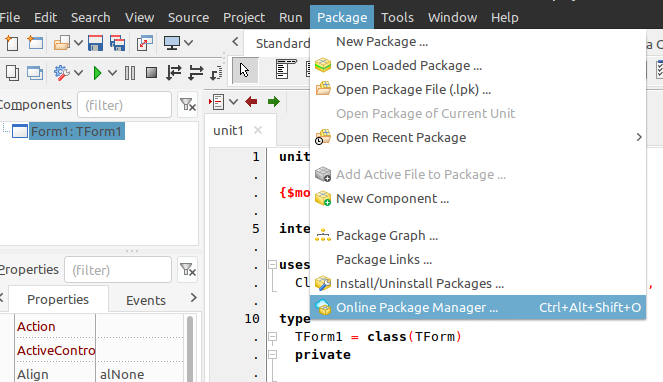 File Edit Search View Source Project Run Package Tools Window Help
Standard
New Package ...
Open Loaded Package ...
Open Package File (.lpk) ...
Open Package of Current Unit
Open Recent Package
Add Active File to Package ...
New Component ...
Package Graph ...
Package Links ...
Install/Uninstall Packages ...
Online Package Manager ... Ctrl+Alt+Shift+O
Components (filter)
Form1: TForm1
Properties (filter)
Properties Events
Action
ActiveContro
Align alNone
unit1
1 unit
{$mo
5 inte
uses
Cl
10 type
TForm1 = class(TForm)
private